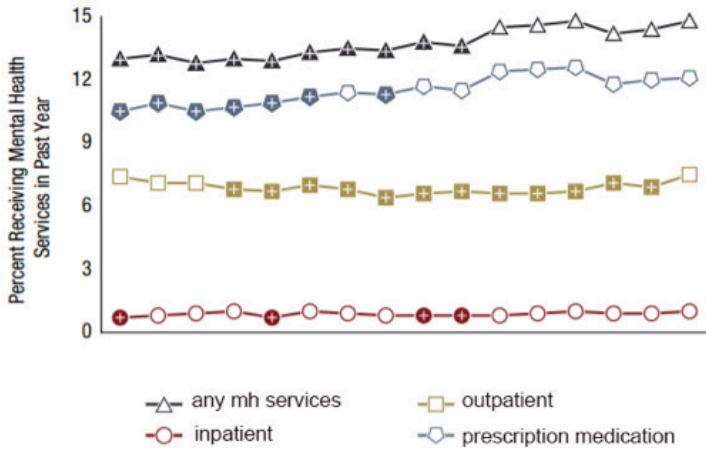 Percent Receiving Mental Health
Services in Past Year
15
12
9
6
3
0
any mh services
outpatient
inpatient
prescription medication